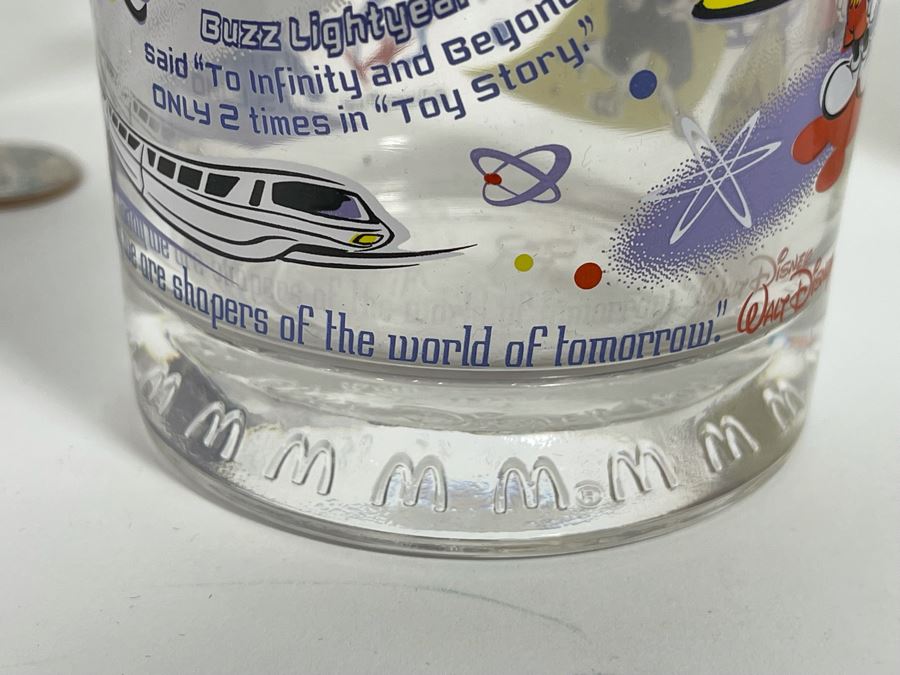 Buzz Lightyear
said "To Infinity and Beyond"
ONLY 2 times in "Toy Story."
we are shapers of the world of tomorrow."
Walt Disney
M M M M M ® M M M